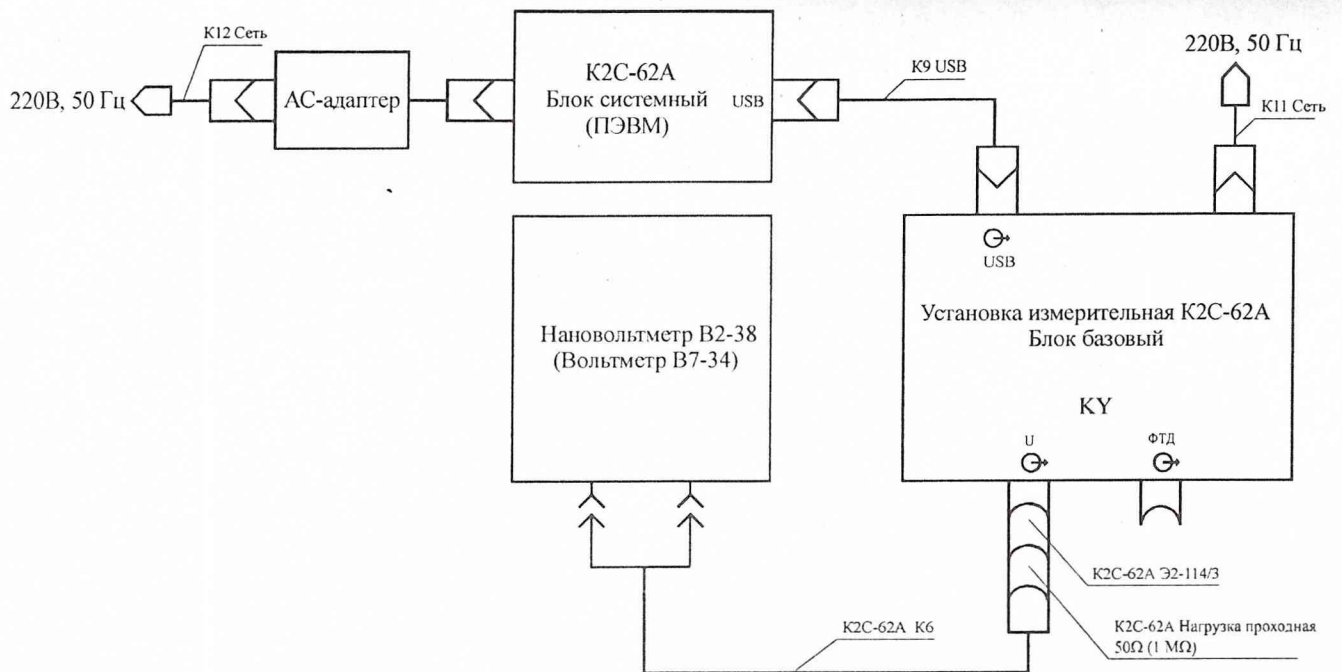 К12 Сеть
220В, 50 Гц
АС-адаптер
К2С-62А
Блок системный
(ПЭВМ)
USB
К9 USB
220В, 50 Гц
К11 Сеть
USB
Установка измерительная К2С-62А
Блок базовый
KY
U
ФТД
Нановольтметр В2-38
(Вольтметр В7-34)
К2С-62А Э2-114/3
К2С-62А Нагрузка проходная
50Ω (1 MΩ)
К2С-62А К6